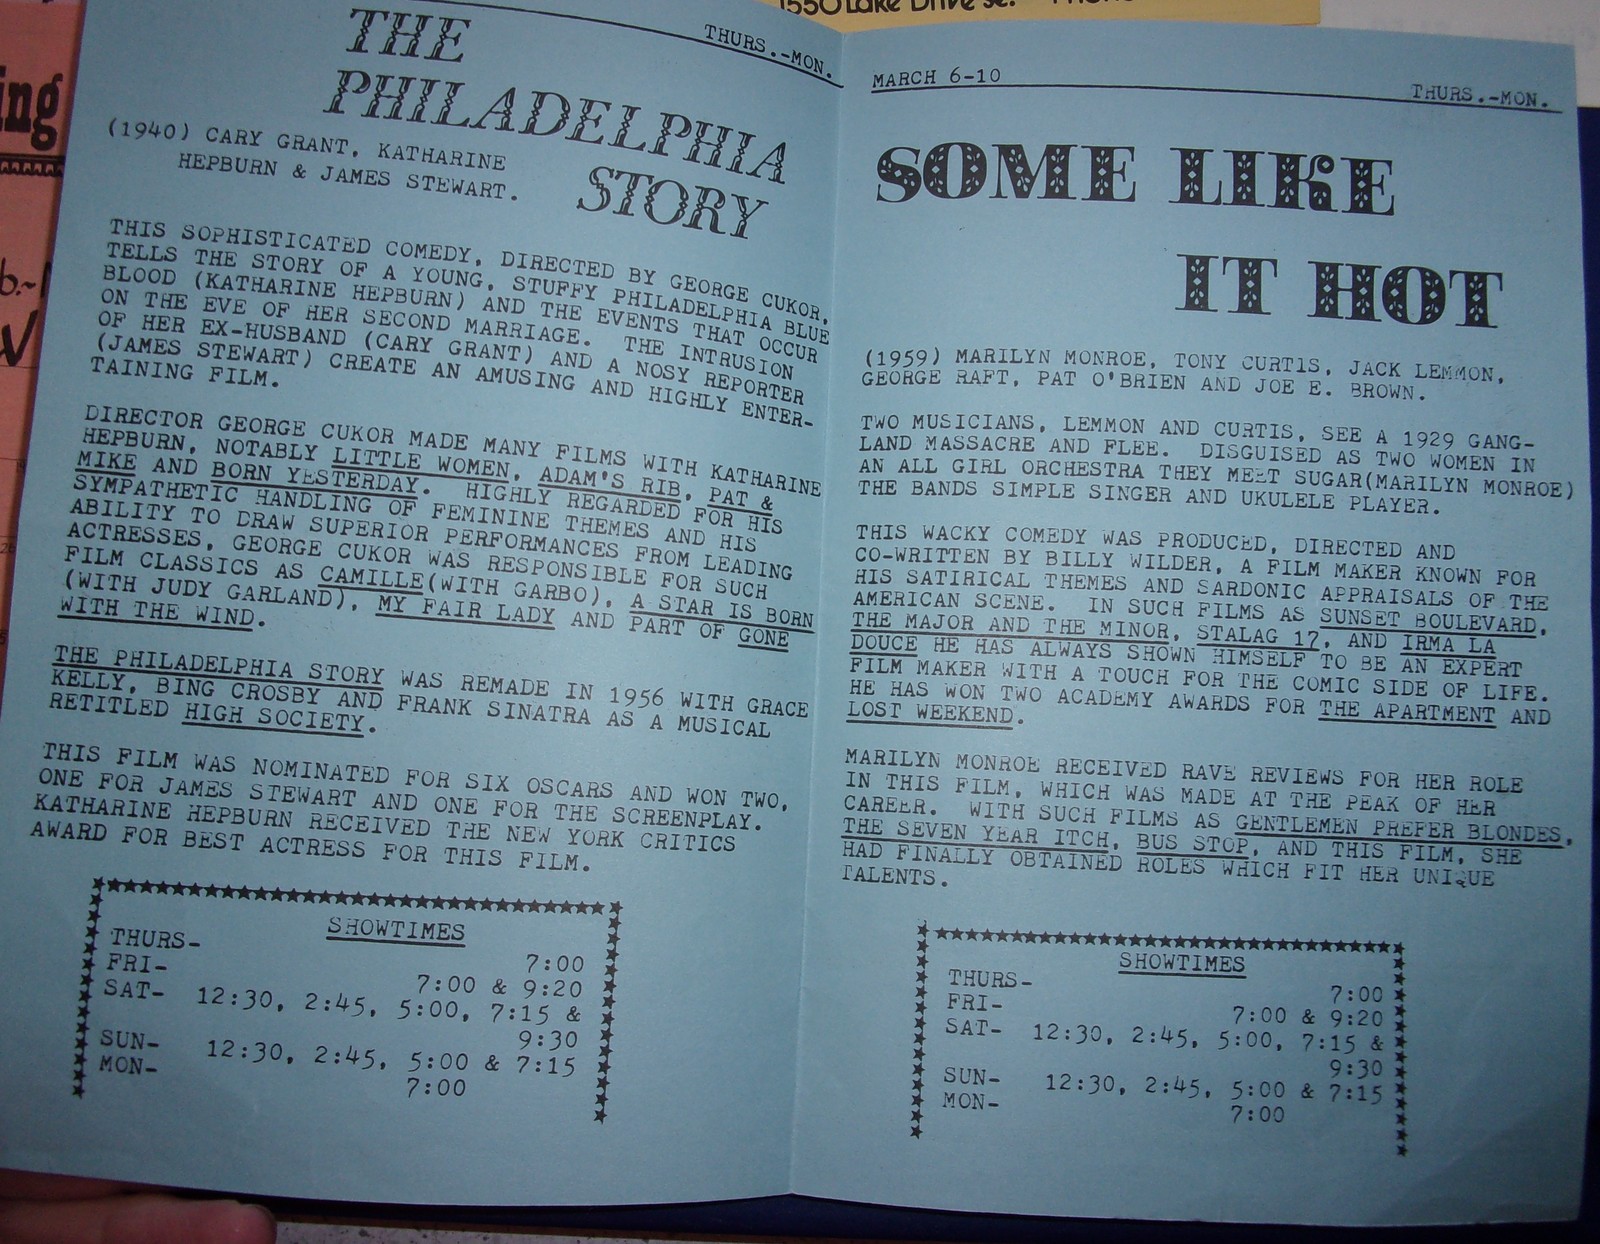 1550 Lake Drive se.
ing
THURS.-MON.
THE
PHILADELPHIA
STORY
(1940) CARY GRANT, KATHARINE
HEPBURN & JAMES STEWART.
THIS SOPHISTICATED COMEDY, DIRECTED BY GEORGE CUKOR,
TELLS THE STORY OF A YOUNG, STUFFY PHILADELPHIA BLUE
BLOOD (KATHARINE HEPBURN) AND THE EVENTS THAT OCCUR
ON THE EVE OF HER SECOND MARRIAGE. THE INTRUSION
OF HER EX-HUSBAND (CARY GRANT) AND A NOSY REPORTER
(JAMES STEWART) CREATE AN AMUSING AND HIGHLY ENTER-
TAINING FILM.
DIRECTOR GEORGE CUKOR MADE MANY FILMS WITH KATHARINE
HEPBURN, NOTABLY LITTLE WOMEN, ADAM'S RIB, PAT &
MIKE AND BORN YESTERDAY. HIGHLY REGARDED FOR HIS
SYMPATHETIC HANDLING OF FEMININE THEMES AND HIS
ABILITY TO DRAW SUPERIOR PERFORMANCES FROM LEADING
ACTRESSES, GEORGE CUKOR WAS RESPONSIBLE FOR SUCH
FILM CLASSICS AS CAMILLE(WITH GARBO), A STAR IS BORN
(WITH JUDY GARLAND), MY FAIR LADY AND PART OF GONE
WITH THE WIND.
THE PHILADELPHIA STORY WAS REMADE IN 1956 WITH GRACE
KELLY, BING CROSBY AND FRANK SINATRA AS A MUSICAL
RETITLED HIGH SOCIETY.
THIS FILM WAS NOMINATED FOR SIX OSCARS AND WON TWO,
ONE FOR JAMES STEWART AND ONE FOR THE SCREENPLAY.
KATHARINE HEPBURN RECEIVED THE NEW YORK CRITICS
AWARD FOR BEST ACTRESS FOR THIS FILM.
SHOWTIMES
THURS- 7:00
FRI- 7:00 & 9:20
SAT- 12:30, 2:45, 5:00, 7:15 &
9:30
SUN- 12:30, 2:45, 5:00 & 7:15
MON- 7:00
MARCH 6-10 THURS.-MON.
SOME LIKE
IT HOT
(1959) MARILYN MONROE, TONY CURTIS, JACK LEMMON,
GEORGE RAFT, PAT O'BRIEN AND JOE E. BROWN.
TWO MUSICIANS, LEMMON AND CURTIS, SEE A 1929 GANG-
LAND MASSACRE AND FLEE. DISGUISED AS TWO WOMEN IN
AN ALL GIRL ORCHESTRA THEY MEET SUGAR(MARILYN MONROE)
THE BANDS SIMPLE SINGER AND UKULELE PLAYER.
THIS WACKY COMEDY WAS PRODUCED, DIRECTED AND
CO-WRITTEN BY BILLY WILDER, A FILM MAKER KNOWN FOR
HIS SATIRICAL THEMES AND SARDONIC APPRAISALS OF THE
AMERICAN SCENE. IN SUCH FILMS AS SUNSET BOULEVARD,
THE MAJOR AND THE MINOR, STALAG 17, AND IRMA LA
DOUCE HE HAS ALWAYS SHOWN HIMSELF TO BE AN EXPERT
FILM MAKER WITH A TOUCH FOR THE COMIC SIDE OF LIFE.
HE HAS WON TWO ACADEMY AWARDS FOR THE APARTMENT AND
LOST WEEKEND.
MARILYN MONROE RECEIVED RAVE REVIEWS FOR HER ROLE
IN THIS FILM, WHICH WAS MADE AT THE PEAK OF HER
CAREER. WITH SUCH FILMS AS GENTLEMEN PREFER BLONDES,
THE SEVEN YEAR ITCH, BUS STOP, AND THIS FILM, SHE
HAD FINALLY OBTAINED ROLES WHICH FIT HER UNIQUE
TALENTS.
SHOWTIMES
THURS- 7:00
FRI- 7:00 & 9:20
SAT- 12:30, 2:45, 5:00, 7:15 &
9:30
SUN- 12:30, 2:45, 5:00 & 7:15
MON- 7:00